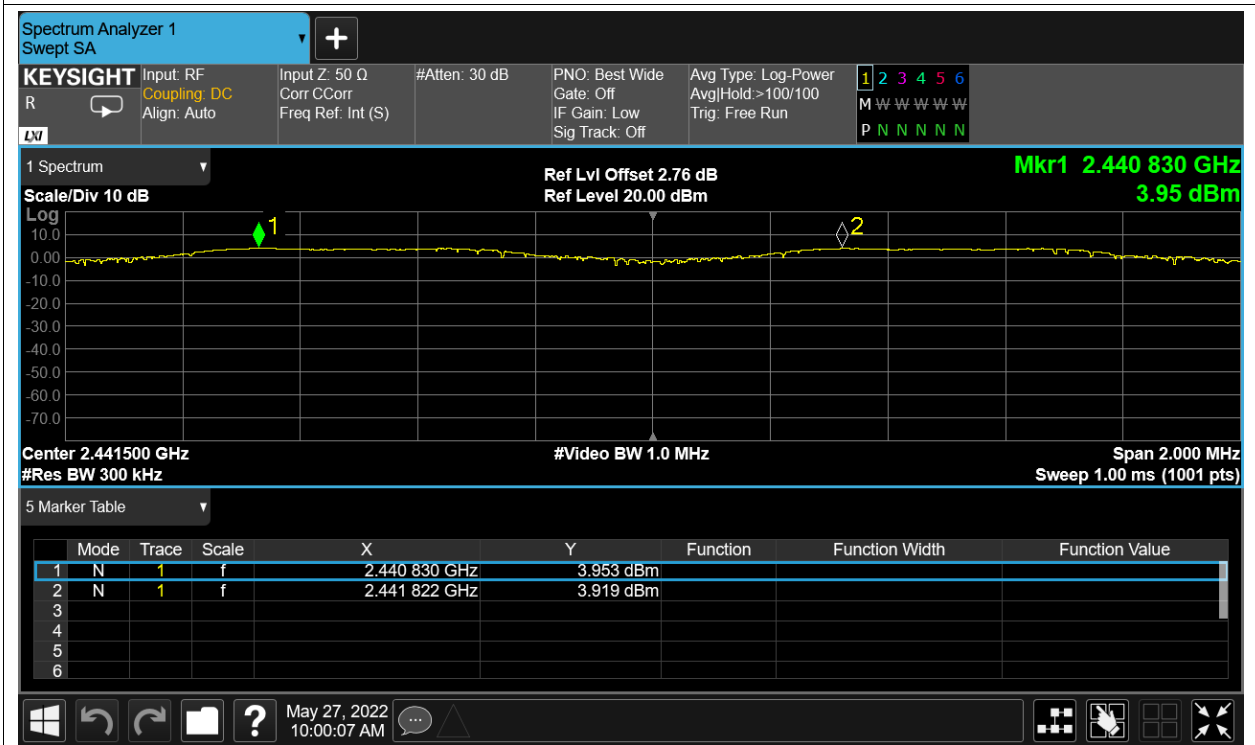 Spectrum Analyzer 1
Swept SA
+
KEYSIGHT Input: RF Input Z: 50 Ω #Atten: 30 dB PNO: Best Wide Avg Type: Log-Power 1 2 3 4 5 6
R Coupling: DC Corr CCorr Gate: Off Avg|Hold:>100/100 M W W W W W
Align: Auto Freq Ref: Int (S) IF Gain: Low Trig: Free Run
LXI Sig Track: Off P N N N N N
1 Spectrum Ref Lvl Offset 2.76 dB Mkr1 2.440 830 GHz
Scale/Div 10 dB Ref Level 20.00 dBm 3.95 dBm
Log
1 2
10.0
0.00
-10.0
-20.0
-30.0
-40.0
-50.0
-60.0
-70.0
Center 2.441500 GHz #Video BW 1.0 MHz Span 2.000 MHz
#Res BW 300 kHz Sweep 1.00 ms (1001 pts)
5 Marker Table
Mode Trace Scale X Y Function Function Width Function Value
1 N 1 f 2.440 830 GHz 3.953 dBm
2 N 1 f 2.441 822 GHz 3.919 dBm
3
4
5
6
? May 27, 2022
10:00:07 AM